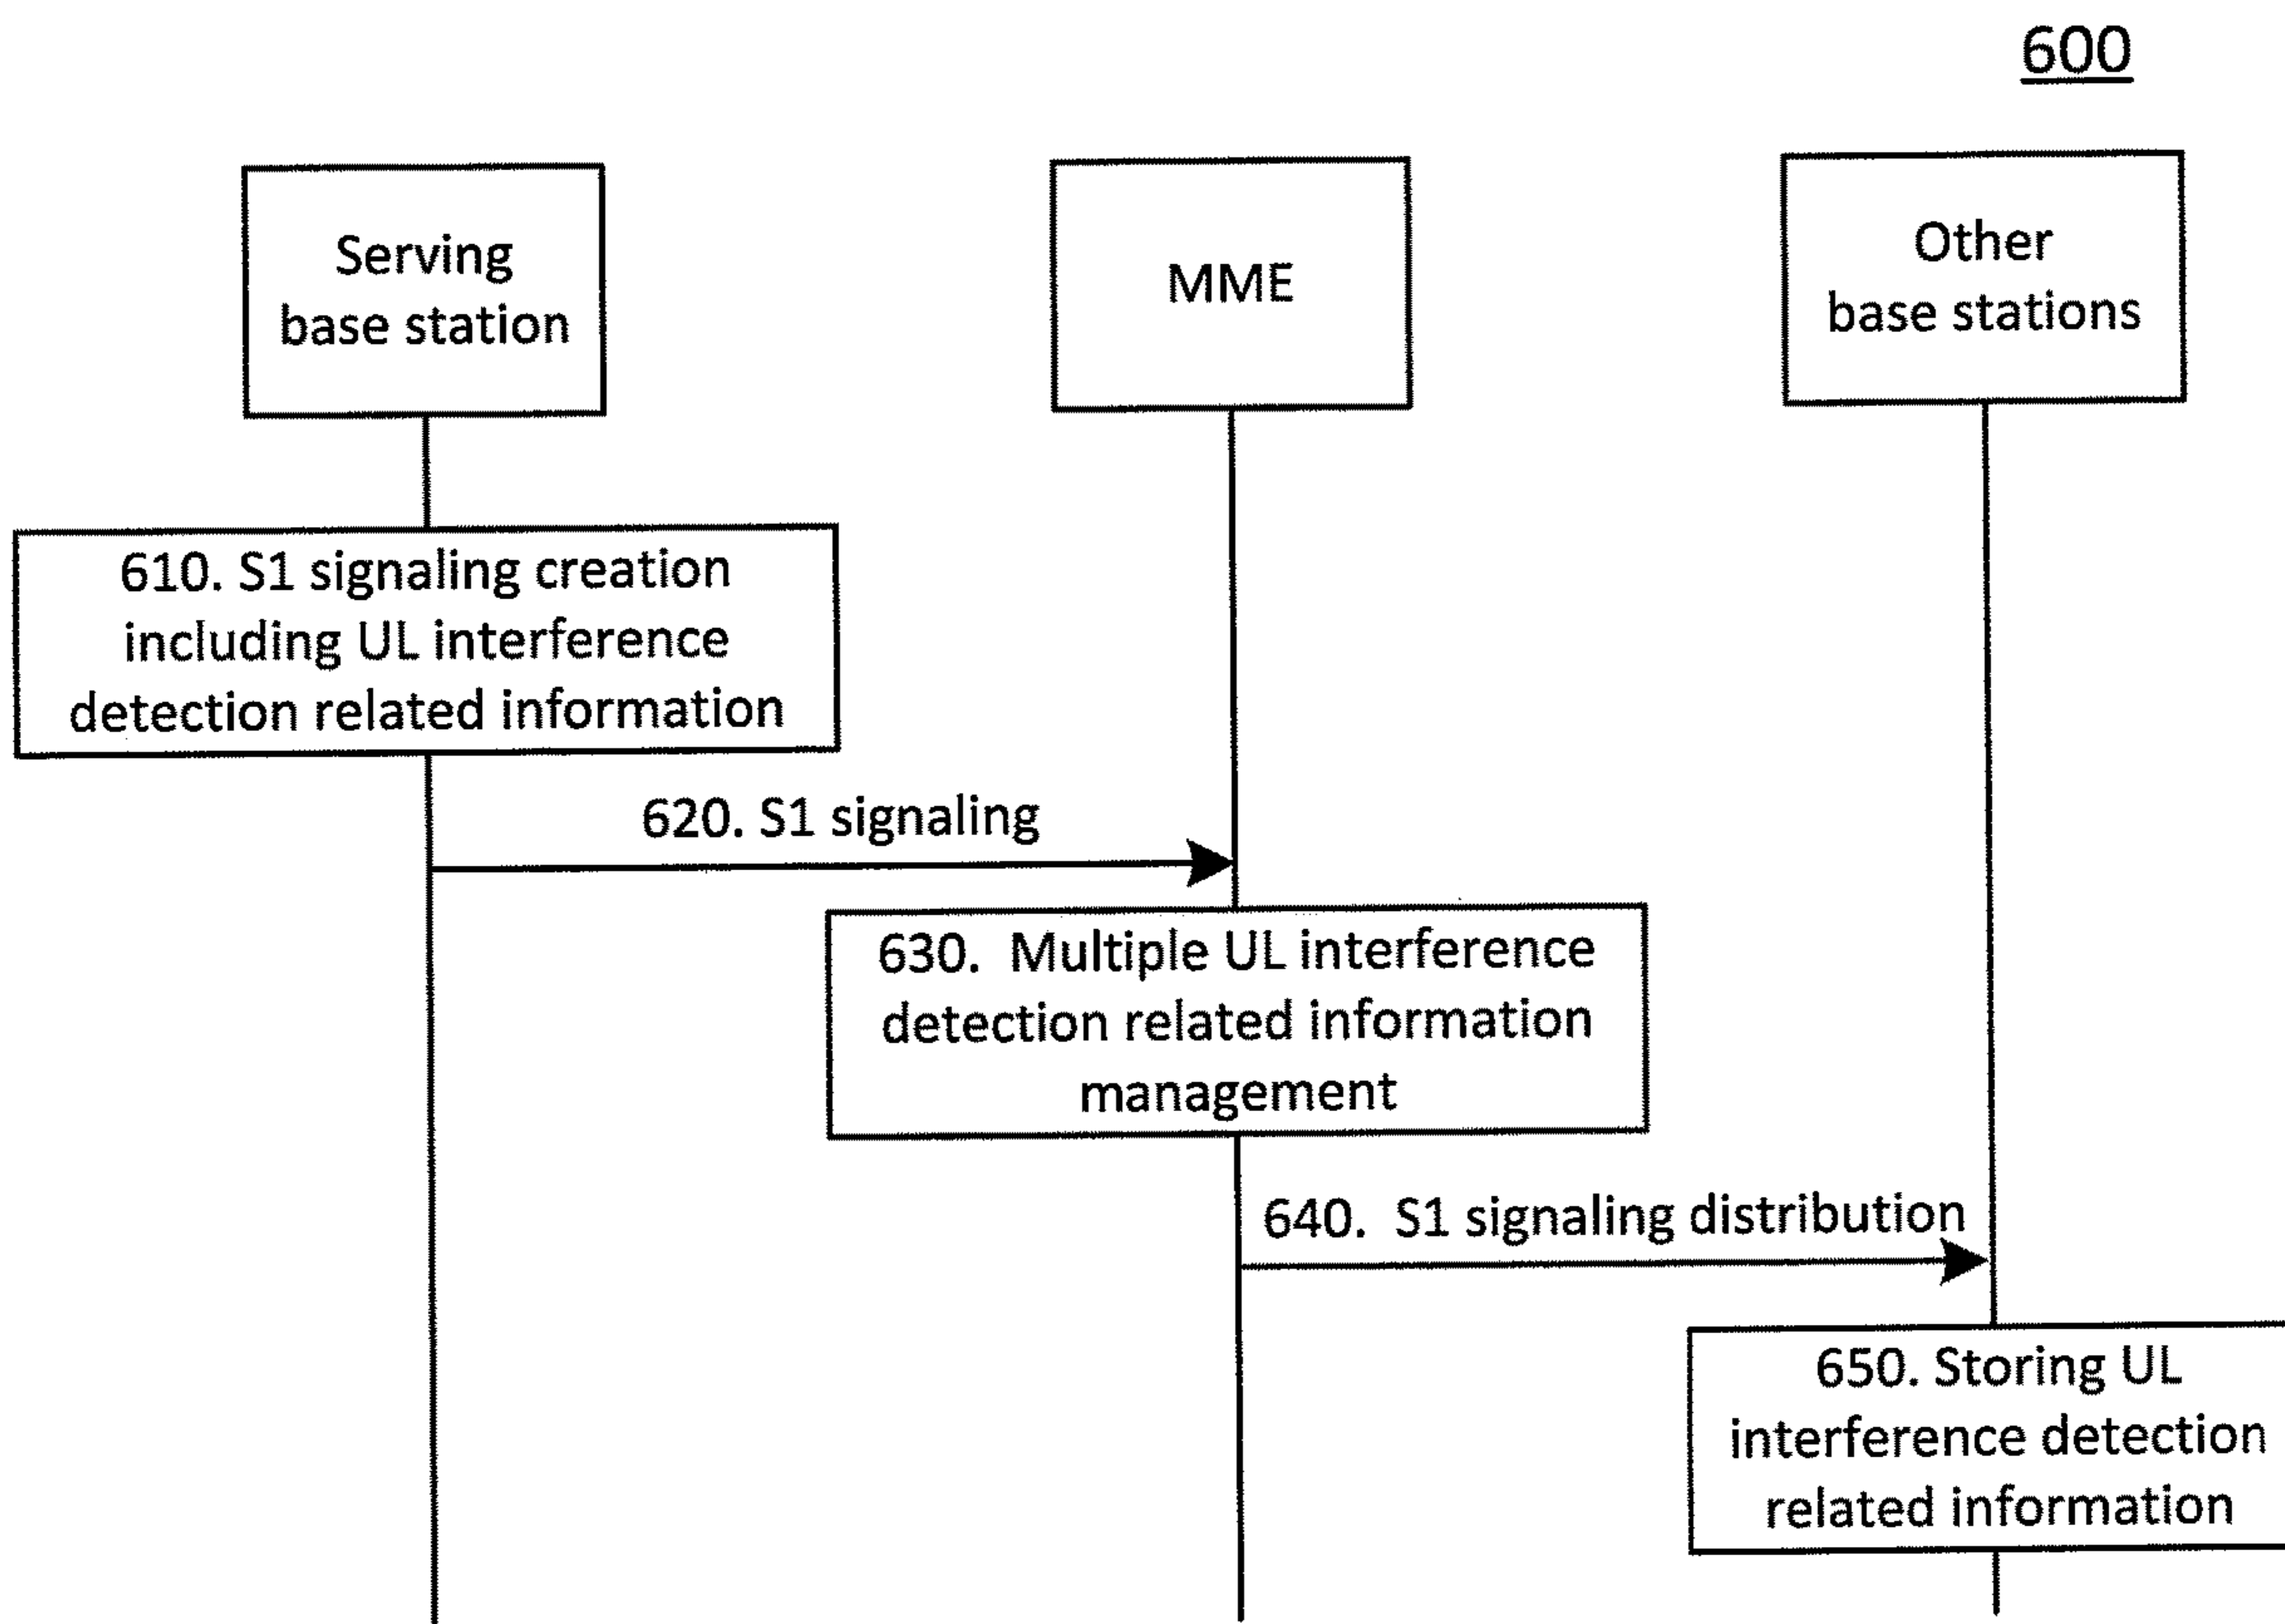 600
Serving
base station
MME
Other
base stations
610. S1 signaling creation
including UL interference
detection related information
620. S1 signaling
630. Multiple UL interference
detection related information
management
640. S1 signaling distribution
650. Storing UL
interference detection
related information